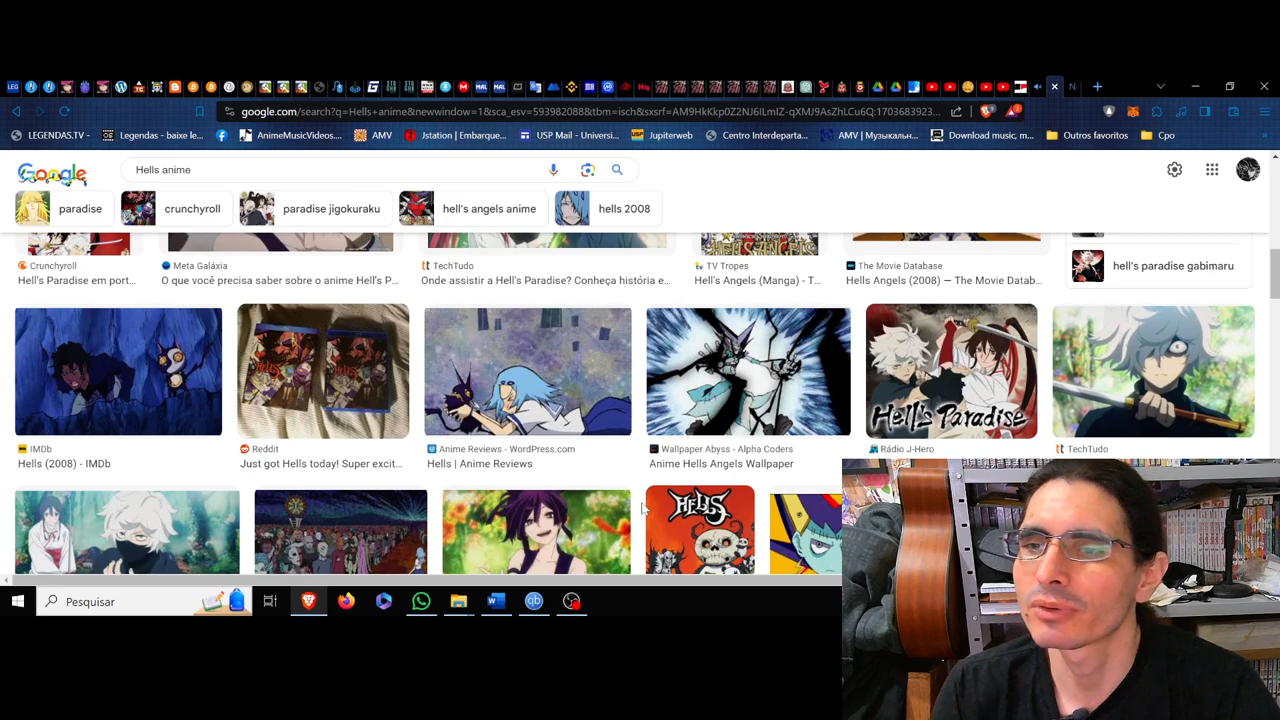 google.com/search?q=Hells+anime&newwindow=1&sca_esv=593982088&tbm=isch&sxsrf=AM9HkKkp0Z2NJ6ILmIZ-qXMJ9AsZhLCu6Q:1703683923...
LEGENDAS.TV -
Legendas - baixe le...
AnimeMusicVideos....
AMV
Jstation | Embarque...
USP Mail - Universi...
Jupiterweb
Centro Interdeparta...
AMV | Музыкальн...
Download music, m...
Outros favoritos
Cpo
Google
Hells anime
paradise
crunchyroll
paradise jigokuraku
hell's angels anime
hells 2008
Crunchyroll
Hell's Paradise em port...
Meta Galáxia
O que você precisa saber sobre o anime Hell's P...
TechTudo
Onde assistir a Hell's Paradise? Conheça história e...
HELLS ANGELS
TV Tropes
Hell's Angels (Manga) - T...
The Movie Database
Hells Angels (2008) — The Movie Datab...
hell's paradise gabimaru
IMDb
Hells (2008) - IMDb
Reddit
Just got Hells today! Super excit...
Anime Reviews - WordPress.com
Hells | Anime Reviews
Wallpaper Abyss - Alpha Coders
Anime Hells Angels Wallpaper
Hell's Paradise
Rádio J-Hero
TechTudo
HELLS
Pesquisar